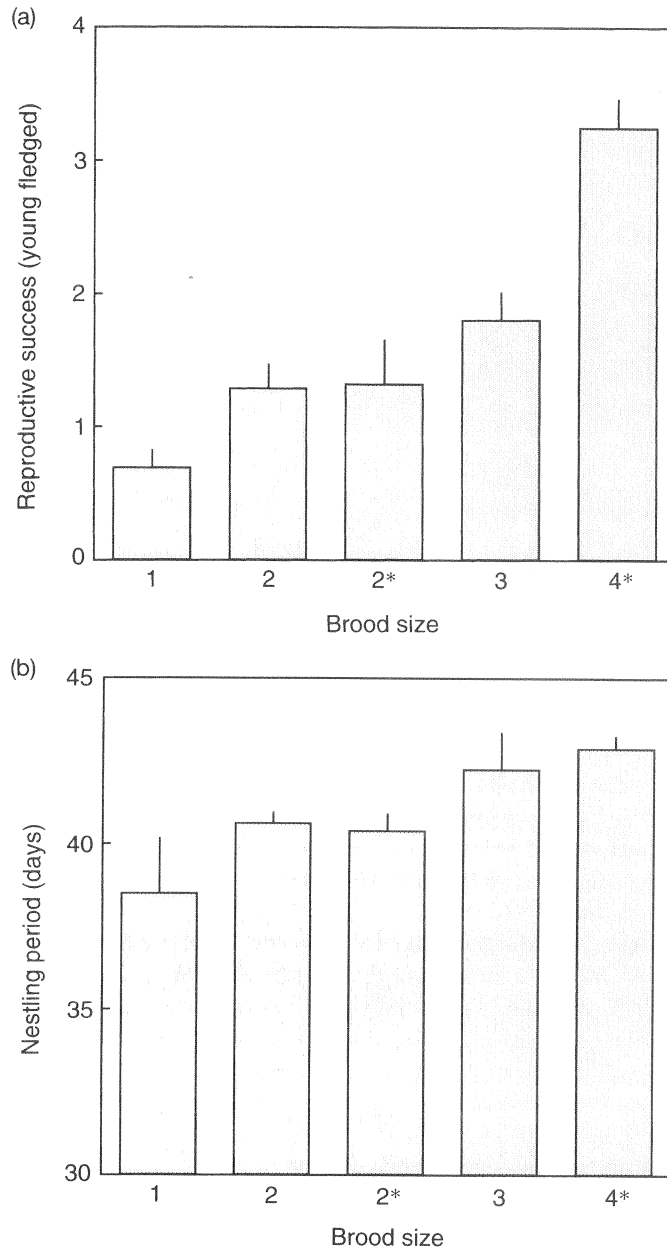 (a)
4
3
2
1
0
Reproductive success (young fledged)
1 2 2* 3 4*
Brood size
(b)
45
40
35
30
Nestling period (days)
1 2 2* 3 4*
Brood size